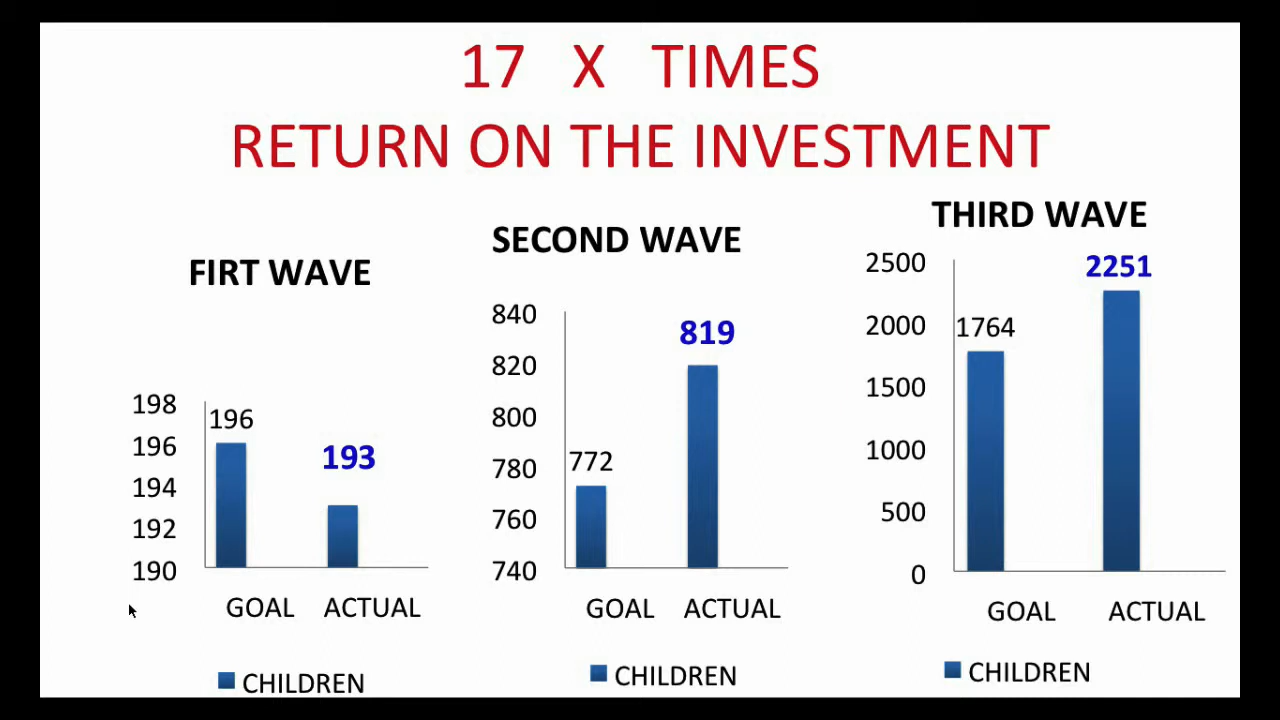 17 X TIMES
RETURN ON THE INVESTMENT
FIRT WAVE
198
196
194
192
190
196
193
GOAL ACTUAL
CHILDREN
SECOND WAVE
840
820
800
780
760
740
772
819
GOAL ACTUAL
CHILDREN
THIRD WAVE
2500
2000
1500
1000
500
0
1764
2251
GOAL ACTUAL
CHILDREN